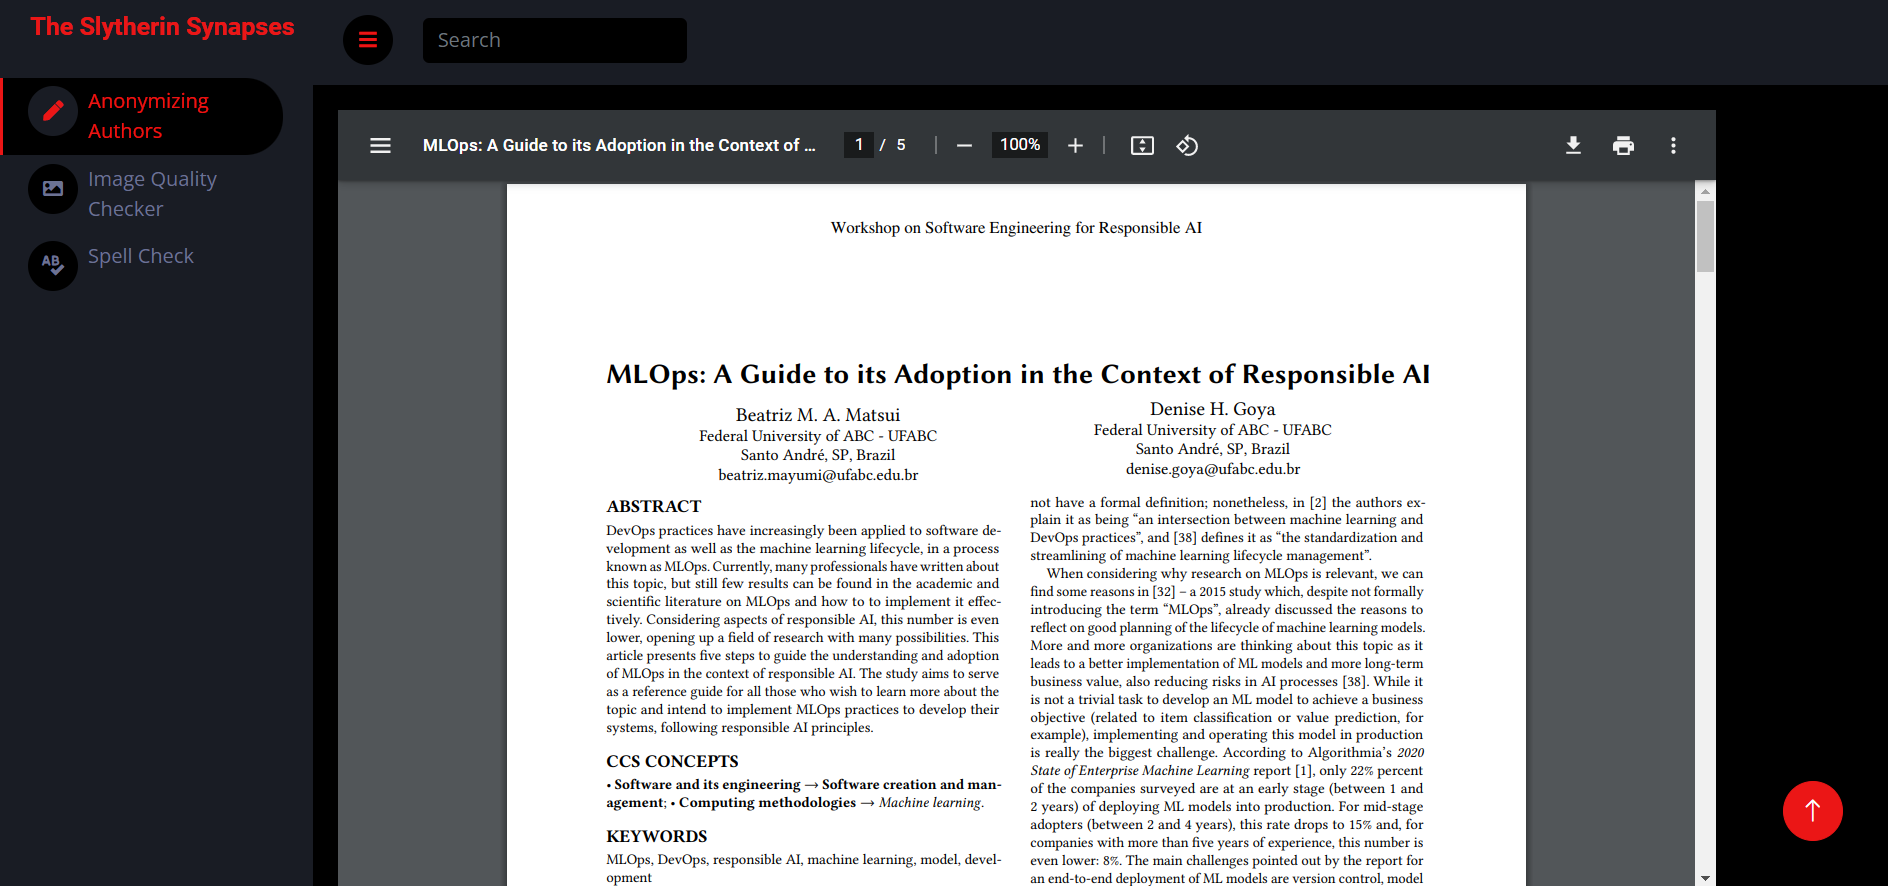 The Slytherin Synapses
Search
Anonymizing
Authors
Image Quality
Checker
AB
Spell Check
MLOps: A Guide to its Adoption in the Context of ...
1 / 5
100%
Workshop on Software Engineering for Responsible AI
MLOps: A Guide to its Adoption in the Context of Responsible AI
Beatriz M. A. Matsui
Federal University of ABC - UFABC
Santo André, SP, Brazil
beatriz.mayumi@ufabc.edu.br
Denise H. Goya
Federal University of ABC - UFABC
Santo André, SP, Brazil
denise.goya@ufabc.edu.br
ABSTRACT
DevOps practices have increasingly been applied to software de-
velopment as well as the machine learning lifecycle, in a process
known as MLOps. Currently, many professionals have written about
this topic, but still few results can be found in the academic and
scientific literature on MLOps and how to to implement it effec-
tively. Considering aspects of responsible AI, this number is even
lower, opening up a field of research with many possibilities. This
article presents five steps to guide the understanding and adoption
of MLOps in the context of responsible AI. The study aims to serve
as a reference guide for all those who wish to learn more about the
topic and intend to implement MLOps practices to develop their
systems, following responsible AI principles.
CCS CONCEPTS
• Software and its engineering → Software creation and man-
agement; • Computing methodologies → Machine learning.
KEYWORDS
MLOps, DevOps, responsible AI, machine learning, model, devel-
opment
not have a formal definition; nonetheless, in [2] the authors ex-
plain it as being “an intersection between machine learning and
DevOps practices”, and [38] defines it as “the standardization and
streamlining of machine learning lifecycle management”.
When considering why research on MLOps is relevant, we can
find some reasons in [32] – a 2015 study which, despite not formally
introducing the term “MLOps”, already discussed the reasons to
reflect on good planning of the lifecycle of machine learning models.
More and more organizations are thinking about this topic as it
leads to a better implementation of ML models and more long-term
business value, also reducing risks in AI processes [38]. While it
is not a trivial task to develop an ML model to achieve a business
objective (related to item classification or value prediction, for
example), implementing and operating this model in production
is really the biggest challenge. According to Algorithmia’s 2020
State of Enterprise Machine Learning report [1], only 22% percent
of the companies surveyed are at an early stage (between 1 and
2 years) of deploying ML models into production. For mid-stage
adopters (between 2 and 4 years), this rate drops to 15% and, for
companies with more than five years of experience, this number is
even lower: 8%. The main challenges pointed out by the report for
an end-to-end deployment of ML models are version control, model